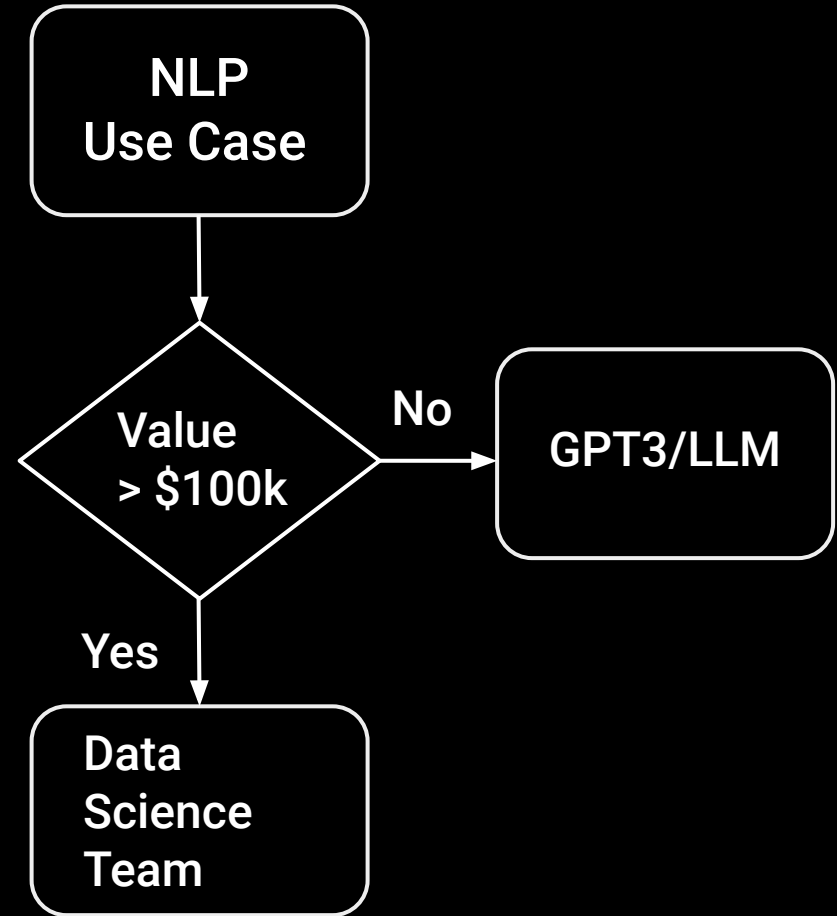 NLP
Use Case
Value
> $100k
No
GPT3/LLM
Yes
Data
Science
Team